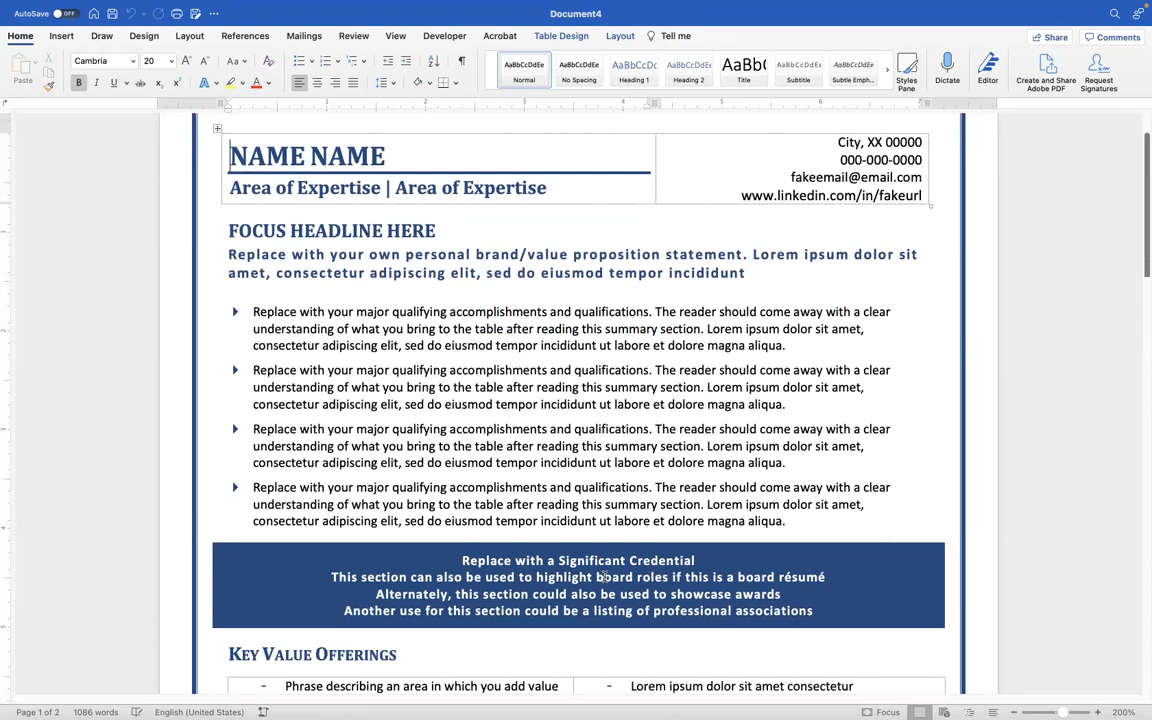 AutoSave OFF Document4
Home Insert Draw Design Layout References Mailings Review View Developer Acrobat Table Design Layout Tell me Share Comments
Paste Cambria 20 Aa AaBbCcDdEe AaBbCcDdEe AaBbCcDc AaBbCcDdEe AaBb( AaBbCcDdEe AaBbCcDdEe
B I U ab x₂ x² A A Normal No Spacing Heading 1 Heading 2 Title Subtitle Subtle Emph... Styles Pane Dictate Editor Create and Share Adobe PDF Request Signatures
1 2 3 4 5 6 7
NAME NAME
Area of Expertise | Area of Expertise
City, XX 00000
000-000-0000
fakeemail@email.com
www.linkedin.com/in/fakeurl
FOCUS HEADLINE HERE
Replace with your own personal brand/value proposition statement. Lorem ipsum dolor sit
amet, consectetur adipiscing elit, sed do eiusmod tempor incididunt
Replace with your major qualifying accomplishments and qualifications. The reader should come away with a clear
understanding of what you bring to the table after reading this summary section. Lorem ipsum dolor sit amet,
consectetur adipiscing elit, sed do eiusmod tempor incididunt ut labore et dolore magna aliqua.
Replace with your major qualifying accomplishments and qualifications. The reader should come away with a clear
understanding of what you bring to the table after reading this summary section. Lorem ipsum dolor sit amet,
consectetur adipiscing elit, sed do eiusmod tempor incididunt ut labore et dolore magna aliqua.
Replace with your major qualifying accomplishments and qualifications. The reader should come away with a clear
understanding of what you bring to the table after reading this summary section. Lorem ipsum dolor sit amet,
consectetur adipiscing elit, sed do eiusmod tempor incididunt ut labore et dolore magna aliqua.
Replace with your major qualifying accomplishments and qualifications. The reader should come away with a clear
understanding of what you bring to the table after reading this summary section. Lorem ipsum dolor sit amet,
consectetur adipiscing elit, sed do eiusmod tempor incididunt ut labore et dolore magna aliqua.
Replace with a Significant Credential
This section can also be used to highlight board roles if this is a board résumé
Alternately, this section could also be used to showcase awards
Another use for this section could be a listing of professional associations
KEY VALUE OFFERINGS
- Phrase describing an area in which you add value - Lorem ipsum dolor sit amet consectetur
Page 1 of 2 1086 words English (United States) Focus 200%